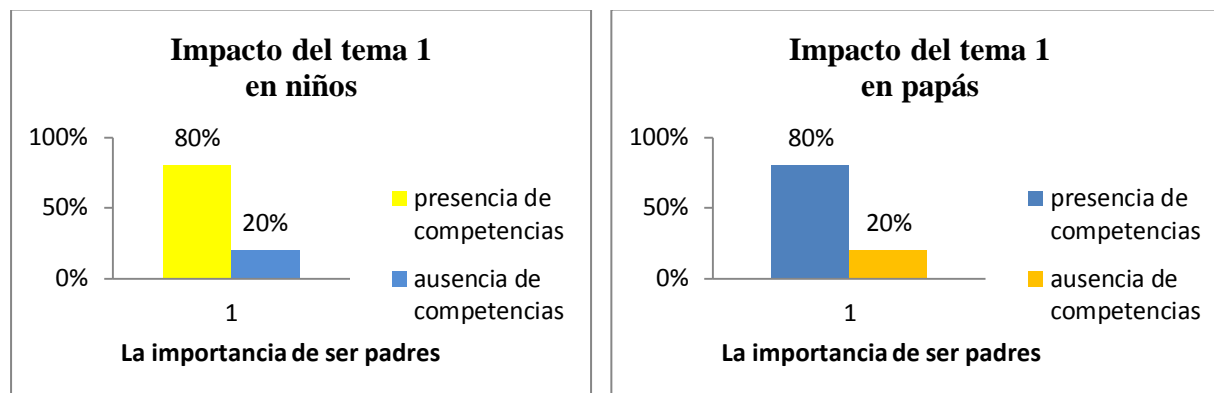 Impacto del tema 1
en niños
100%
50%
0%
80%
20%
1
presencia de
competencias
ausencia de
competencias
La importancia de ser padres
Impacto del tema 1
en papás
100%
50%
0%
80%
20%
1
presencia de
competencias
ausencia de
competencias
La importancia de ser padres